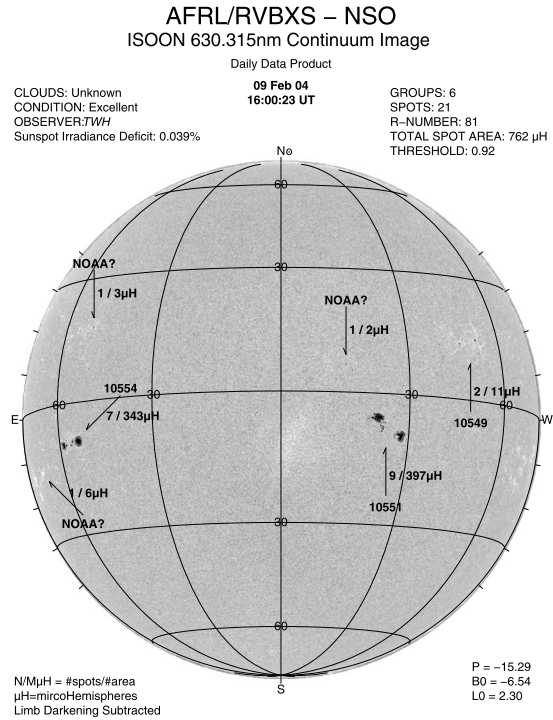 AFRL/RVBXS − NSO
ISOON 630.315nm Continuum Image
Daily Data Product
09 Feb 04
16:00:23 UT
CLOUDS: Unknown
CONDITION: Excellent
OBSERVER:TWH
Sunspot Irradiance Deficit: 0.039%
GROUPS: 6
SPOTS: 21
R−NUMBER: 81
TOTAL SPOT AREA: 762 µH
THRESHOLD: 0.92
N⊙
60
NOAA?
30
1 / 3µH
NOAA?
1 / 2µH
10554
30
30
2 / 11µH
60
60
7 / 343µH
E
W
10549
9 / 397µH
1 / 6µH
10551
NOAA?
30
60
S
N/MµH = #spots/#area
µH=mircoHemispheres
Limb Darkening Subtracted
P = −15.29
B0 = −6.54
L0 = 2.30